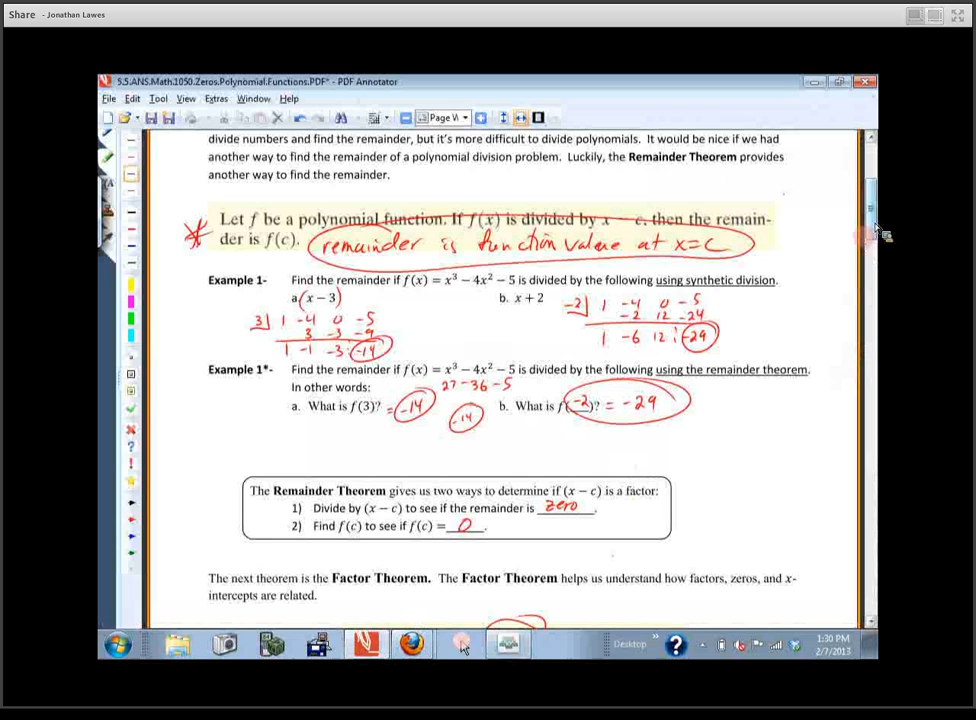 Share - Jonathan Lawes
5.5.ANS.Math.1050.Zeros.Polynomial.Functions.PDF* - PDF Annotator
File Edit Tool View Extras Window Help
Page W
divide numbers and find the remainder, but it's more difficult to divide polynomials. It would be nice if we had
another way to find the remainder of a polynomial division problem. Luckily, the Remainder Theorem provides
another way to find the remainder.
Let f be a polynomial function. If f(x) is divided by x − c, then the remain-
der is f(c). remainder is function value at x=c
Example 1- Find the remainder if f(x) = x³ − 4x² − 5 is divided by the following using synthetic division.
a. (x − 3) b. x + 2
-2| 1 -4 0 -5
-2 12 -24
1 -6 12 -29
3| 1 -4 0 -5
3 -3 -9
1 -1 -3 -14
Example 1*- Find the remainder if f(x) = x³ − 4x² − 5 is divided by the following using the remainder theorem.
In other words: 27-36-5
a. What is f(3)? = -14 -14 b. What is f(-2)? = -29
The Remainder Theorem gives us two ways to determine if (x − c) is a factor:
1) Divide by (x − c) to see if the remainder is zero.
2) Find f(c) to see if f(c) = 0.
The next theorem is the Factor Theorem. The Factor Theorem helps us understand how factors, zeros, and x-
intercepts are related.
Desktop
1:30 PM
2/7/2013